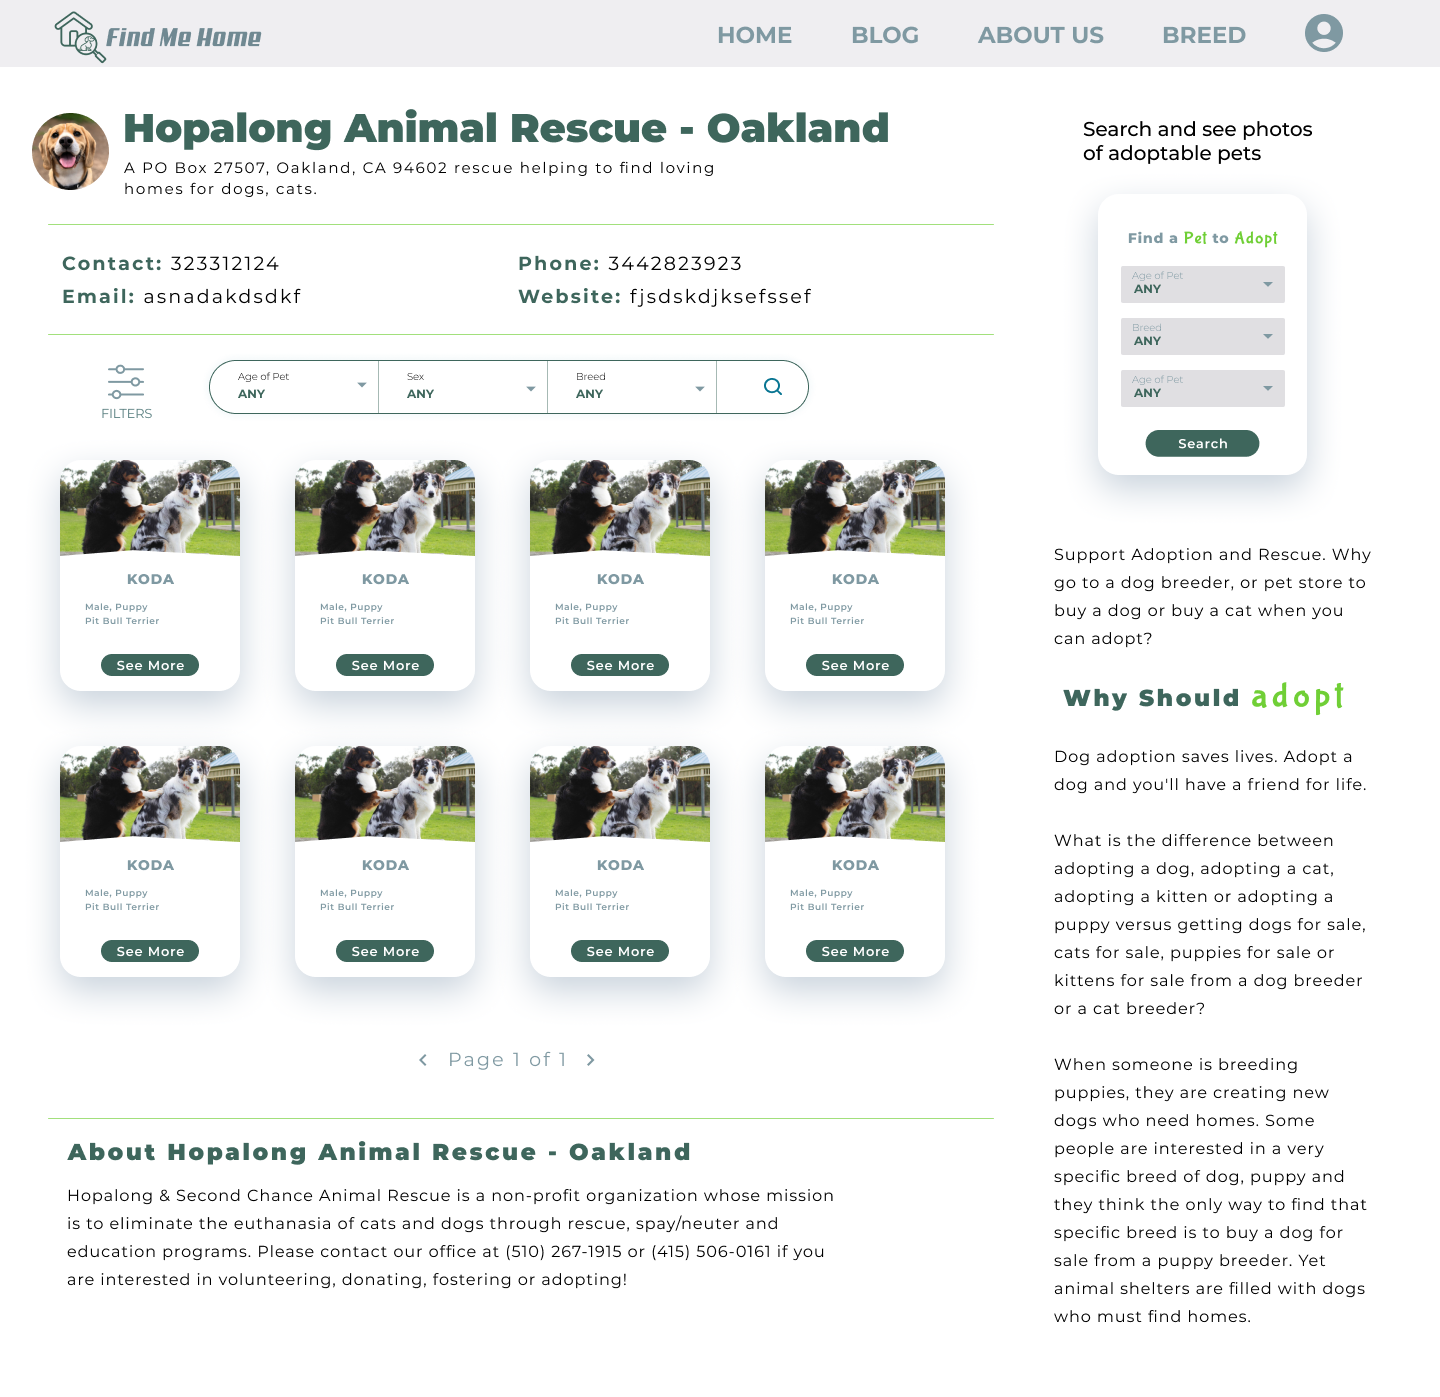 Find Me Home
HOME
BLOG
ABOUT US
BREED
Hopalong Animal Rescue - Oakland
A PO Box 27507, Oakland, CA 94602 rescue helping to find loving
homes for dogs, cats.
Contact: 323312124
Phone: 3442823923
Email: asnadakdsdkf
Website: fjsdskdjksefssef
FILTERS
Age of Pet
ANY
Sex
ANY
Breed
ANY
KODA
Male, Puppy
Pit Bull Terrier
See More
KODA
Male, Puppy
Pit Bull Terrier
See More
KODA
Male, Puppy
Pit Bull Terrier
See More
KODA
Male, Puppy
Pit Bull Terrier
See More
KODA
Male, Puppy
Pit Bull Terrier
See More
KODA
Male, Puppy
Pit Bull Terrier
See More
KODA
Male, Puppy
Pit Bull Terrier
See More
KODA
Male, Puppy
Pit Bull Terrier
See More
Page 1 of 1
About Hopalong Animal Rescue - Oakland
Hopalong & Second Chance Animal Rescue is a non-profit organization whose mission
is to eliminate the euthanasia of cats and dogs through rescue, spay/neuter and
education programs. Please contact our office at (510) 267-1915 or (415) 506-0161 if you
are interested in volunteering, donating, fostering or adopting!
Search and see photos
of adoptable pets
Find a Pet to Adopt
Age of Pet
ANY
Breed
ANY
Age of Pet
ANY
Search
Support Adoption and Rescue. Why
go to a dog breeder, or pet store to
buy a dog or buy a cat when you
can adopt?
Why Should adopt
Dog adoption saves lives. Adopt a
dog and you'll have a friend for life.
What is the difference between
adopting a dog, adopting a cat,
adopting a kitten or adopting a
puppy versus getting dogs for sale,
cats for sale, puppies for sale or
kittens for sale from a dog breeder
or a cat breeder?
When someone is breeding
puppies, they are creating new
dogs who need homes. Some
people are interested in a very
specific breed of dog, puppy and
they think the only way to find that
specific breed is to buy a dog for
sale from a puppy breeder. Yet
animal shelters are filled with dogs
who must find homes.